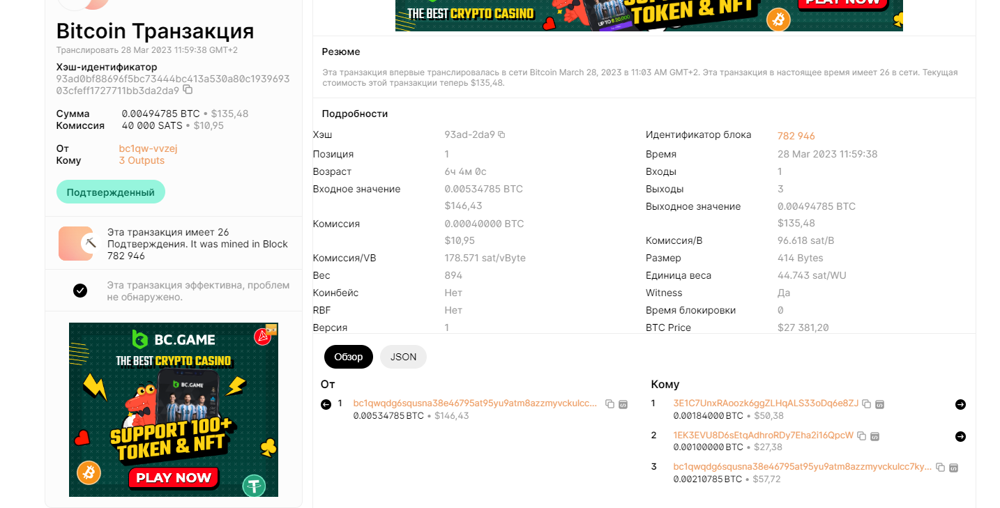 Bitcoin Транзакция
Транслировать 28 Mar 2023 11:59:38 GMT+2
Хэш-идентификатор
93ad0bf88696f5bc73444bc413a530a80c1939693
03cfeff1727711bb3da2da9
Сумма 0.00494785 BTC • $135,48
Комиссия 40 000 SATS • $10,95
От bc1qw-vvzej
Кому 3 Outputs
Подтвержденный
Эта транзакция имеет 26
Подтверждения. It was mined in Block
782 946
Эта транзакция эффективна, проблем
не обнаружено.
BC.GAME
THE BEST CRYPTO CASINO
BC.GAME
SUPPORT 100+
TOKEN & NFT
PLAY NOW
THE BEST CRYPTO CASINO
UP TO ₿ 20,000
TOKEN & NFT
PLAY NOW
Резюме
Эта транзакция впервые транслировалась в сети Bitcoin March 28, 2023 в 11:03 AM GMT+2. Эта транзакция в настоящее время имеет 26 в сети. Текущая
стоимость этой транзакции теперь $135,48.
Подробности
Хэш 93ad-2da9 Идентификатор блока 782 946
Позиция 1 Время 28 Mar 2023 11:59:38
Возраст 6ч 4м 0с Входы 1
Входное значение 0.00534785 BTC Выходы 3
$146,43 Выходное значение 0.00494785 BTC
Комиссия 0.00040000 BTC $135,48
$10,95 Комиссия/B 96.618 sat/B
Комиссия/VB 178.571 sat/vByte Размер 414 Bytes
Вес 894 Единица веса 44.743 sat/WU
Коинбейс Нет Witness Да
RBF Нет Время блокировки 0
Версия 1 BTC Price $27 381,20
Обзор JSON
От
1 bc1qwqdg6squsna38e46795at95yu9atm8azzmyvckulcc...
0.00534785 BTC • $146,43
Кому
1 3E1C7UnxRAoozk6ggZLHqALS33oDq6e8ZJ
0.00184000 BTC • $50,38
2 1EK3EVU8D6sEtqAdhroRDy7Eha2i16QpcW
0.00100000 BTC • $27,38
3 bc1qwqdg6squsna38e46795at95yu9atm8azzmyvckulcc7ky...
0.00210785 BTC • $57,72